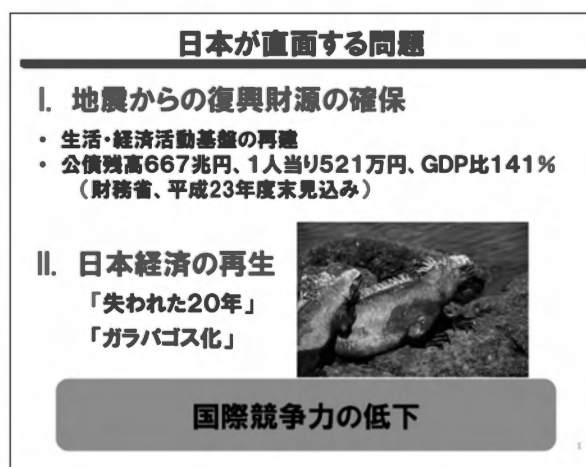 日本が直面する問題
I. 地震からの復興財源の確保
・ 生活・経済活動基盤の再建
・ 公債残高667兆円、1人当り521万円、GDP比141%
(財務省、平成23年度末見込み)
II. 日本経済の再生
「失われた20年」
「ガラパゴス化」
国際競争力の低下